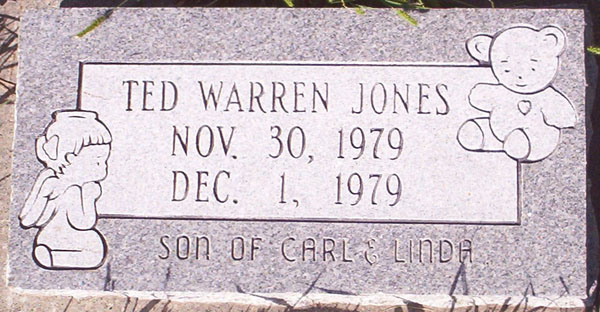 TED WARREN JONES
NOV. 30, 1979
DEC. 1, 1979
SON OF CARL & LINDA